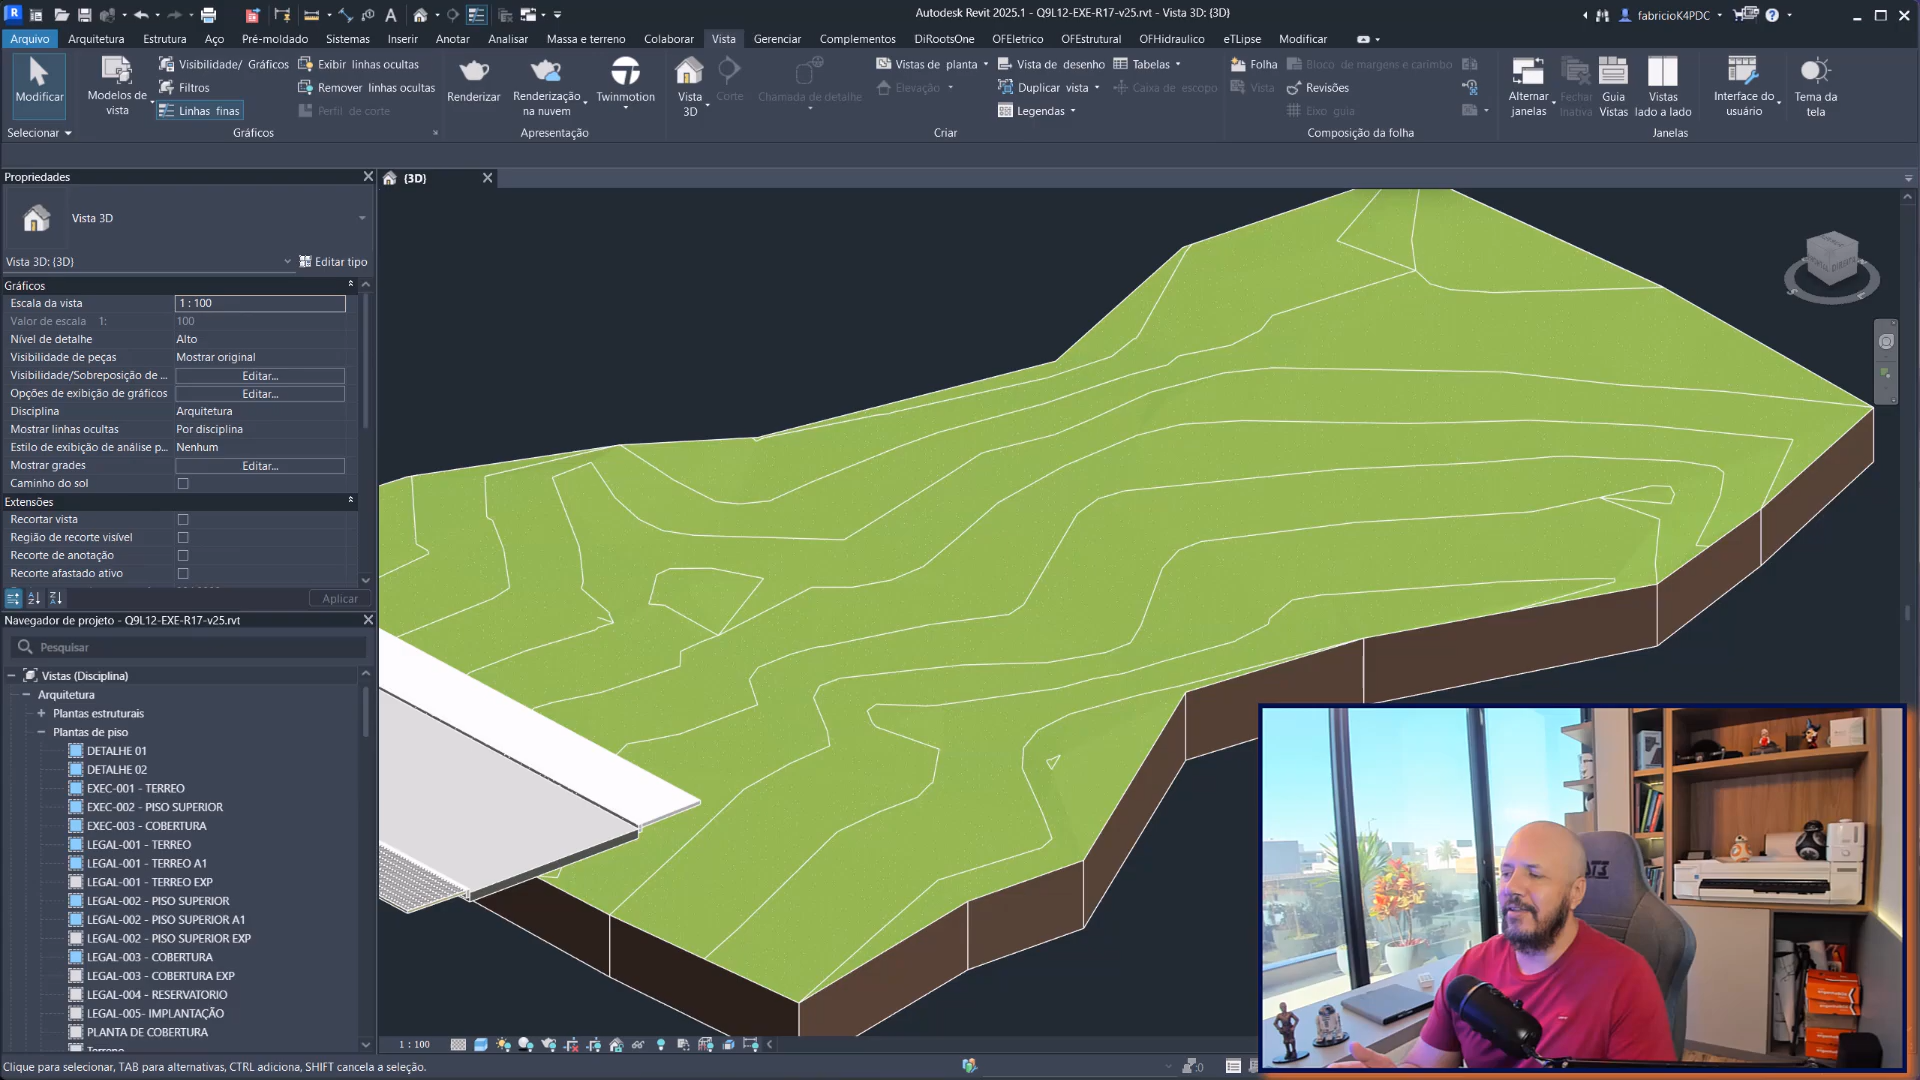 Autodesk Revit 2025.1 - Q9L12-EXE-R17-v25.rvt - Vista 3D: {3D}
fabricioK4PDC
Arquivo Arquitetura Estrutura Aço Pré-moldado Sistemas Inserir Anotar Analisar Massa e terreno Colaborar Vista Gerenciar Complementos DiRootsOne OFEletrico OFEstrutural OFHidraulico eTLipse Modificar
Modificar
Selecionar
Modelos de vista
Visibilidade/ Gráficos
Filtros
Linhas finas
Exibir linhas ocultas
Remover linhas ocultas
Perfil de corte
Gráficos
Renderizar
Renderização na nuvem
Twinmotion
Apresentação
Vista 3D
Corte
Chamada de detalhe
Vistas de planta
Elevação
Vista de desenho
Duplicar vista
Legendas
Tabelas
Caixa de escopo
Criar
Folha
Vista
Bloco de margens e carimbo
Revisões
Eixo guia
Composição da folha
Alternar janelas
Fechar Inativa
Guia Vistas
Vistas lado a lado
Interface do usuário
Tema da tela
Janelas
Propriedades
{3D}
Vista 3D
Vista 3D: {3D}
Editar tipo
Gráficos
Escala da vista 1 : 100
Valor de escala 1: 100
Nível de detalhe Alto
Visibilidade de peças Mostrar original
Visibilidade/Sobreposição de ... Editar...
Opções de exibição de gráficos Editar...
Disciplina Arquitetura
Mostrar linhas ocultas Por disciplina
Estilo de exibição de análise p... Nenhum
Mostrar grades Editar...
Caminho do sol
Extensões
Recortar vista
Região de recorte visível
Recorte de anotação
Recorte afastado ativo
Aplicar
Navegador de projeto - Q9L12-EXE-R17-v25.rvt
Pesquisar
Vistas (Disciplina)
Arquitetura
Plantas estruturais
Plantas de piso
DETALHE 01
DETALHE 02
EXEC-001 - TERREO
EXEC-002 - PISO SUPERIOR
EXEC-003 - COBERTURA
LEGAL-001 - TERREO
LEGAL-001 - TERREO A1
LEGAL-001 - TERREO EXP
LEGAL-002 - PISO SUPERIOR
LEGAL-002 - PISO SUPERIOR A1
LEGAL-002 - PISO SUPERIOR EXP
LEGAL-003 - COBERTURA
LEGAL-003 - COBERTURA EXP
LEGAL-004 - RESERVATORIO
LEGAL-005- IMPLANTAÇÃO
PLANTA DE COBERTURA
Terreno
1 : 100
Clique para selecionar, TAB para alternativas, CTRL adiciona, SHIFT cancela a seleção.
:0